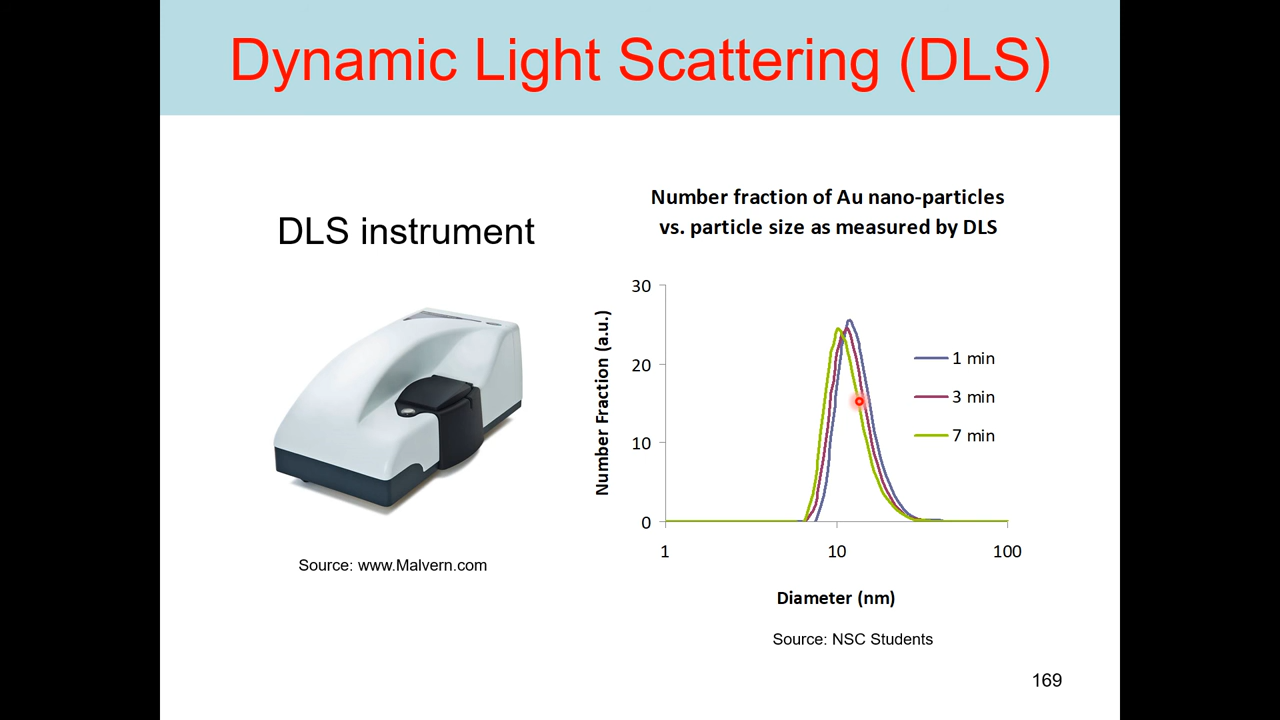 Dynamic Light Scattering (DLS)
DLS instrument
Source: www.Malvern.com
Number fraction of Au nano-particles
vs. particle size as measured by DLS
Number Fraction (a.u.)
30
20
10
0
1
10
100
1 min
3 min
7 min
Diameter (nm)
Source: NSC Students
169